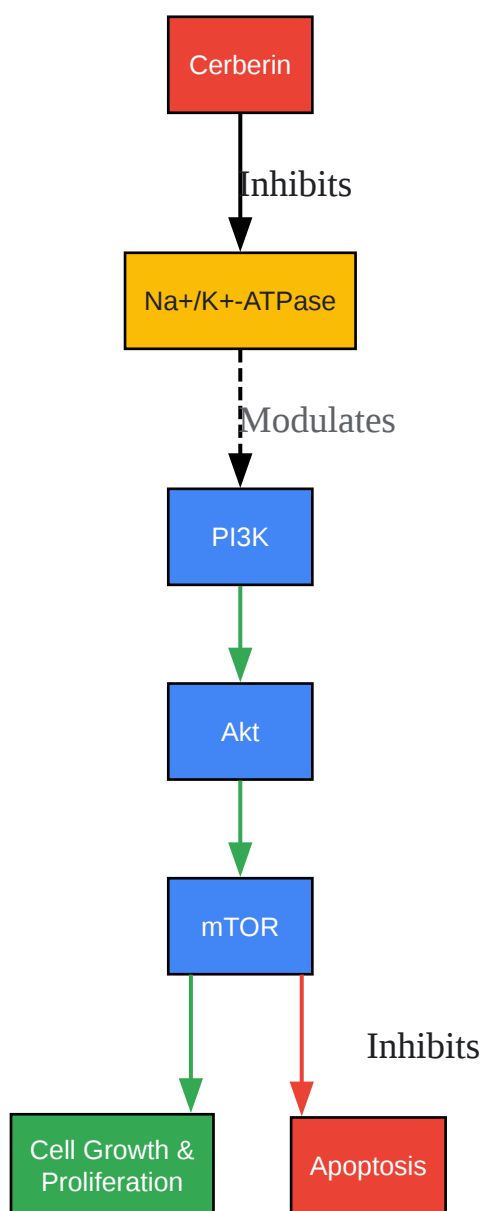 Cerberin
Inhibits
Na+/K+-ATPase
Modulates
PI3K
Akt
mTOR
Inhibits
Cell Growth &
Proliferation
Apoptosis